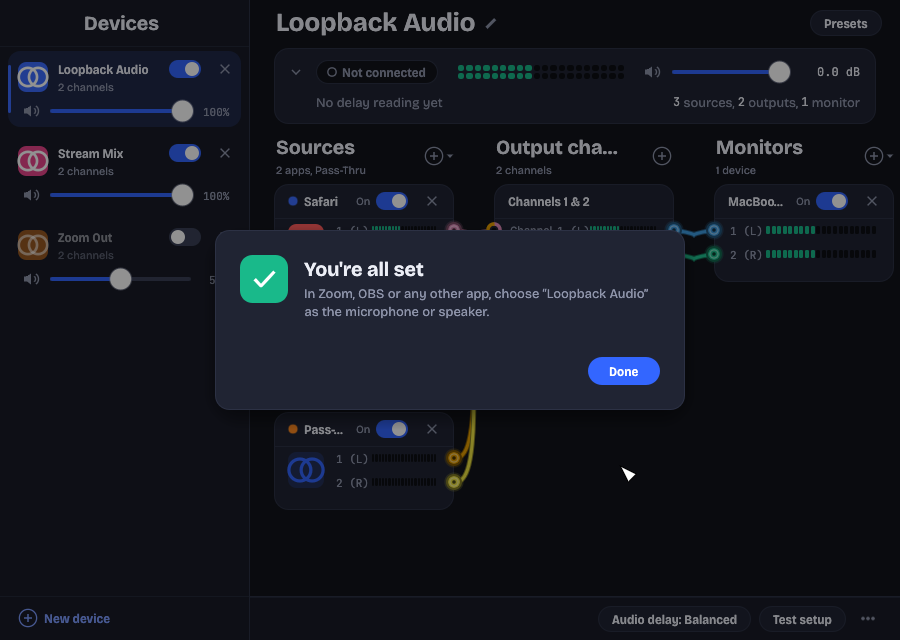 Devices
Loopback Audio
2 channels
100%
Stream Mix
2 channels
100%
Zoom Out
2 channels
Loopback Audio
Presets
Not connected
0.0 dB
No delay reading yet
3 sources, 2 outputs, 1 monitor
Sources
2 apps, Pass-Thru
Output cha...
2 channels
Monitors
1 device
Safari
On
1 (L)
Channels 1 & 2
Channel 1 (L)
MacBoo...
On
1 (L)
2 (R)
You're all set
In Zoom, OBS or any other app, choose “Loopback Audio”
as the microphone or speaker.
Done
Pass-...
On
1 (L)
2 (R)
New device
Audio delay: Balanced
Test setup